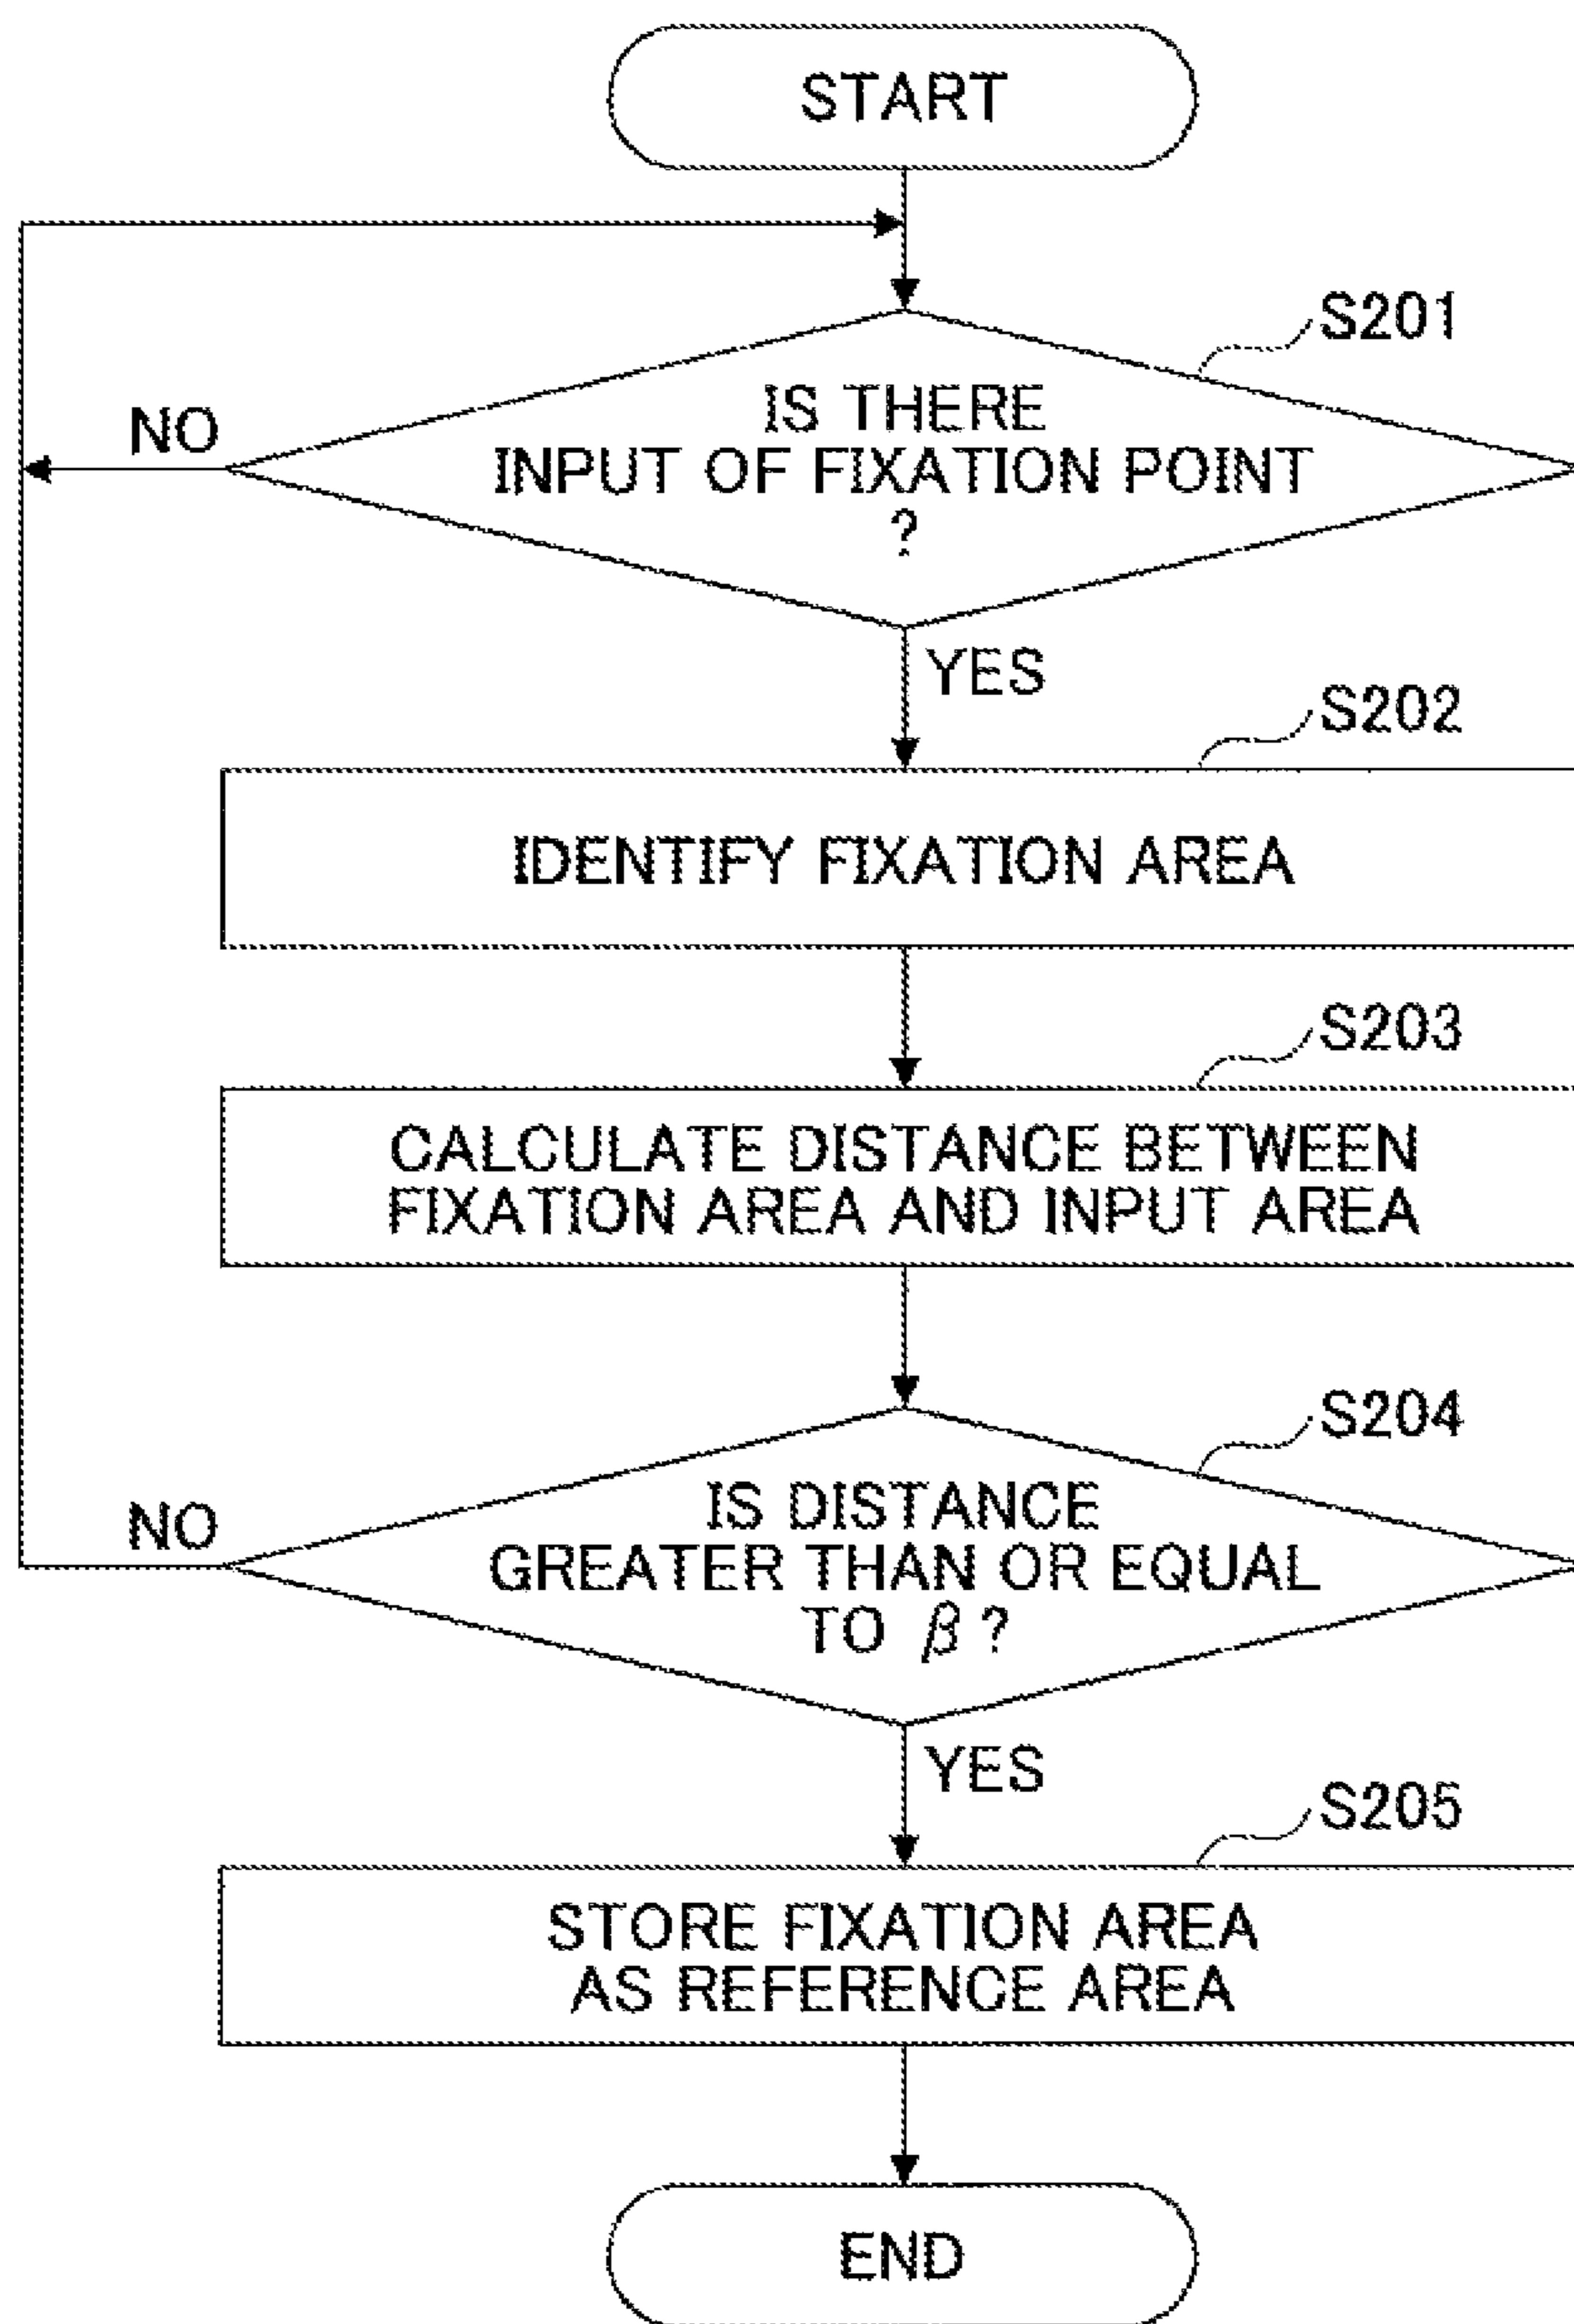 START
S201
IS THERE
NO
INPUT OF FIXATION POINT
?
YES
S202
IDENTIFY FIXATION AREA
S203
CALCULATE DISTANCE BETWEEN
FIXATION AREA AND INPUT AREA
S204
IS DISTANCE
NO
GREATER THAN OR EQUAL
TO β?
YES
S205
STORE FIXATION AREA
AS REFERENCE AREA
END